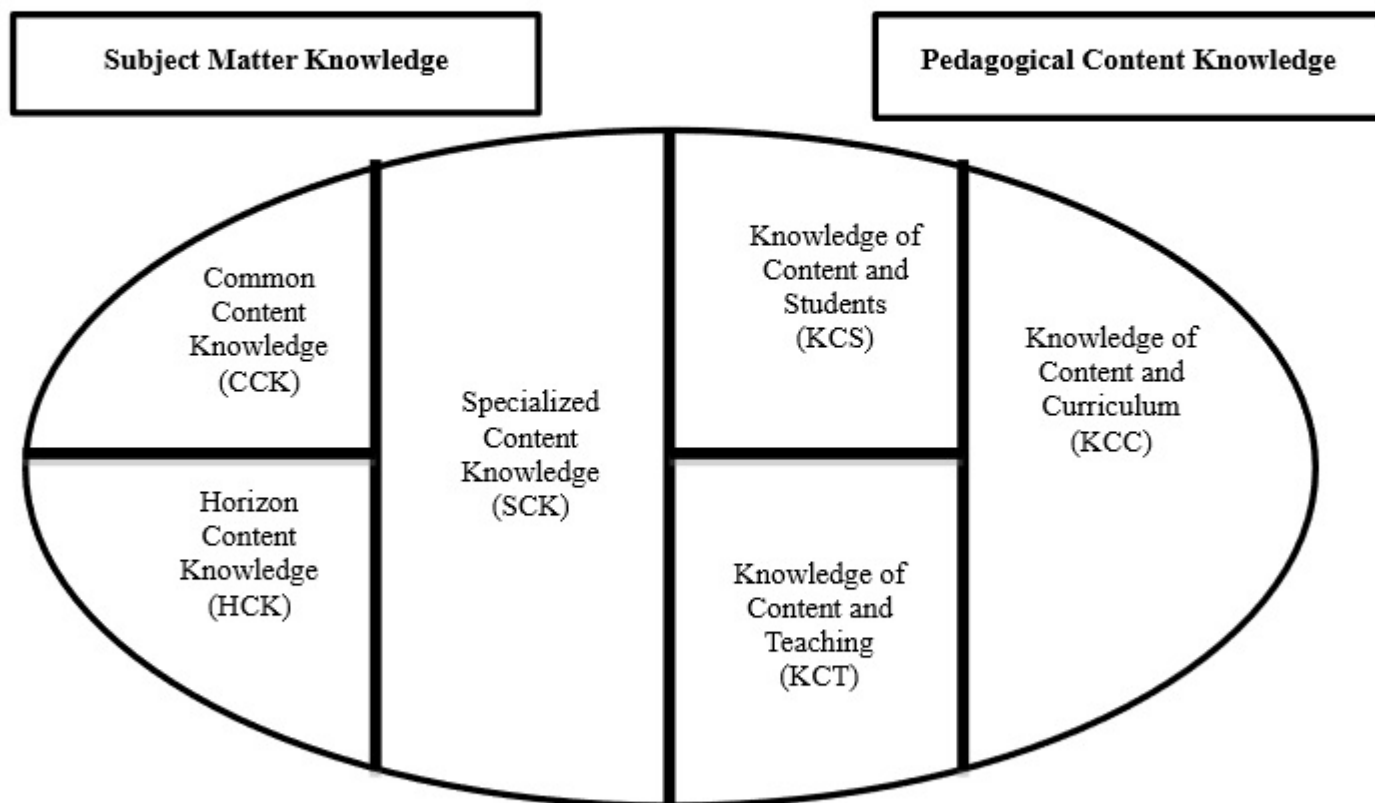 Subject Matter Knowledge
Pedagogical Content Knowledge
Common
Content
Knowledge
(CCK)
Horizon
Content
Knowledge
(HCK)
Specialized
Content
Knowledge
(SCK)
Knowledge of
Content and
Students
(KCS)
Knowledge of
Content and
Teaching
(KCT)
Knowledge of
Content and
Curriculum
(KCC)